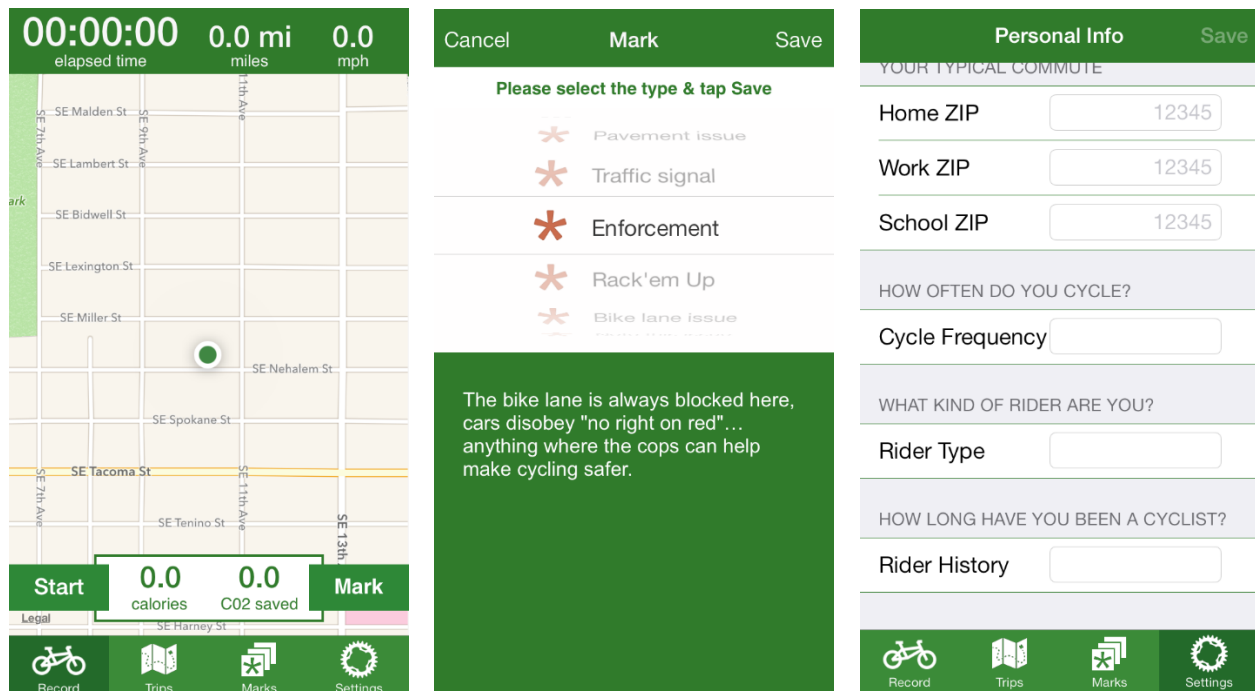 00:00:00 0.0 mi 0.0
elapsed time miles mph
11th Ave
SE Malden St
SE 7th Ave
SE 9th Ave
SE Lambert St
ark
SE Bidwell St
SE Lexington St
SE Miller St
SE Nehalem St
SE Spokane St
SE Tacoma St
SE 7th Ave
SE 11th Ave
SE Tenino St
SE 13th
Start 0.0 0.0 Mark
calories C02 saved
Legal
SE Harney St
Record Trips Marks Settings
Cancel Mark Save
Please select the type & tap Save
Pavement issue
Traffic signal
Enforcement
Rack'em Up
Bike lane issue
The bike lane is always blocked here,
cars disobey "no right on red"...
anything where the cops can help
make cycling safer.
Personal Info Save
YOUR TYPICAL COMMUTE
Home ZIP 12345
Work ZIP 12345
School ZIP 12345
HOW OFTEN DO YOU CYCLE?
Cycle Frequency
WHAT KIND OF RIDER ARE YOU?
Rider Type
HOW LONG HAVE YOU BEEN A CYCLIST?
Rider History
Record Trips Marks Settings